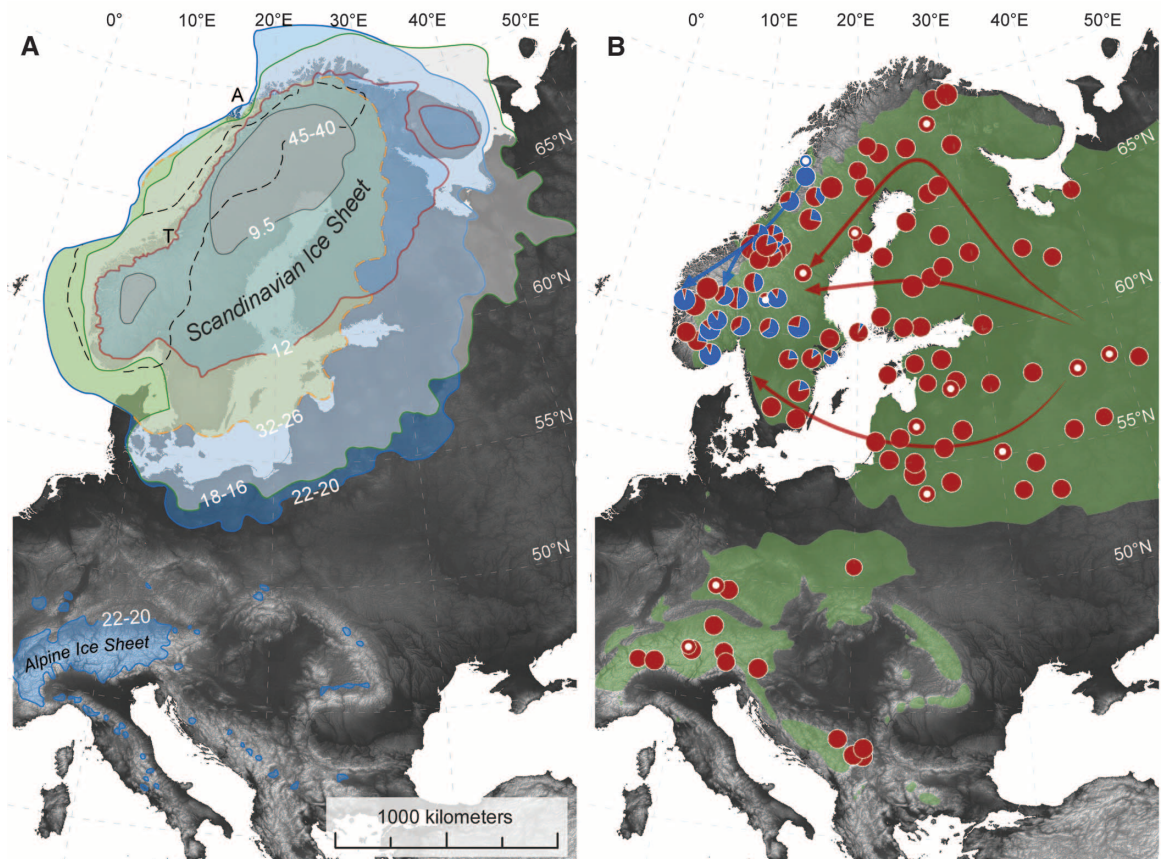 0° 10°E 20°E 30°E 40°E 50°E
A
A
45-40
65°N
9.5
T
Scandinavian Ice Sheet
60°N
12
32-26
55°N
18-16
22-20
50°N
22-20
Alpine Ice Sheet
1000 kilometers
0° 10°E 20°E 30°E 40°E 50°E
B
65°N
60°N
55°N
50°N